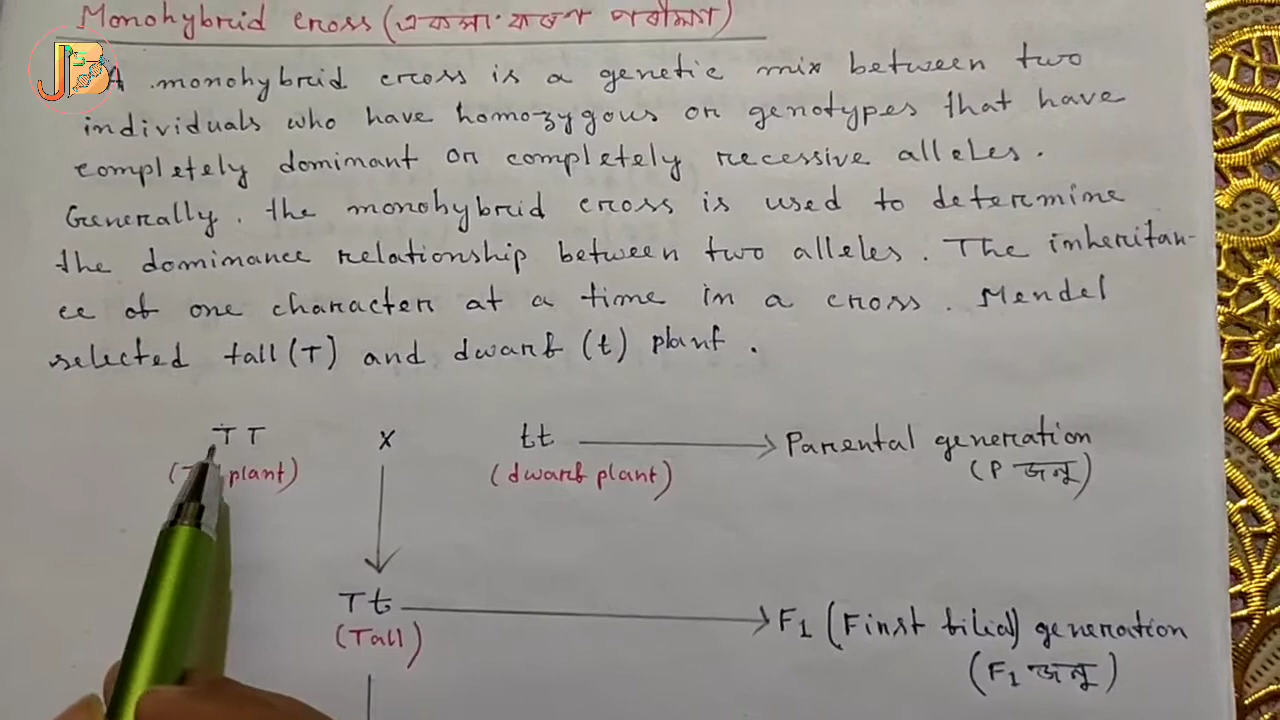 Monohybrid cross (একসংকরণ পরীক্ষা)
JB
A monohybrid cross is a genetic mix between two
individuals who have homozygous or genotypes that have
completely dominant or completely recessive alleles.
Generally, the monohybrid cross is used to determine
the dominance relationship between two alleles. The inheritan-
ce of one character at a time in a cross. Mendel
selected tall (T) and dwarf (t) plant.
TT x tt Parental generation
plant) (dwarf plant) (P জনু)
Tt F1 (First filial) generation
(Tall) (F1 জনু)